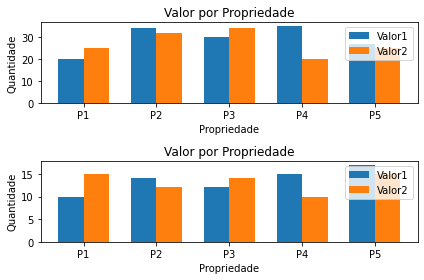 Valor por Propriedade
30
20
10
0
Quantidade
Valor1
Valor2
P1 P2 P3 P4 P5
Propriedade
Valor por Propriedade
15
10
5
0
Quantidade
Valor1
Valor2
P1 P2 P3 P4 P5
Propriedade